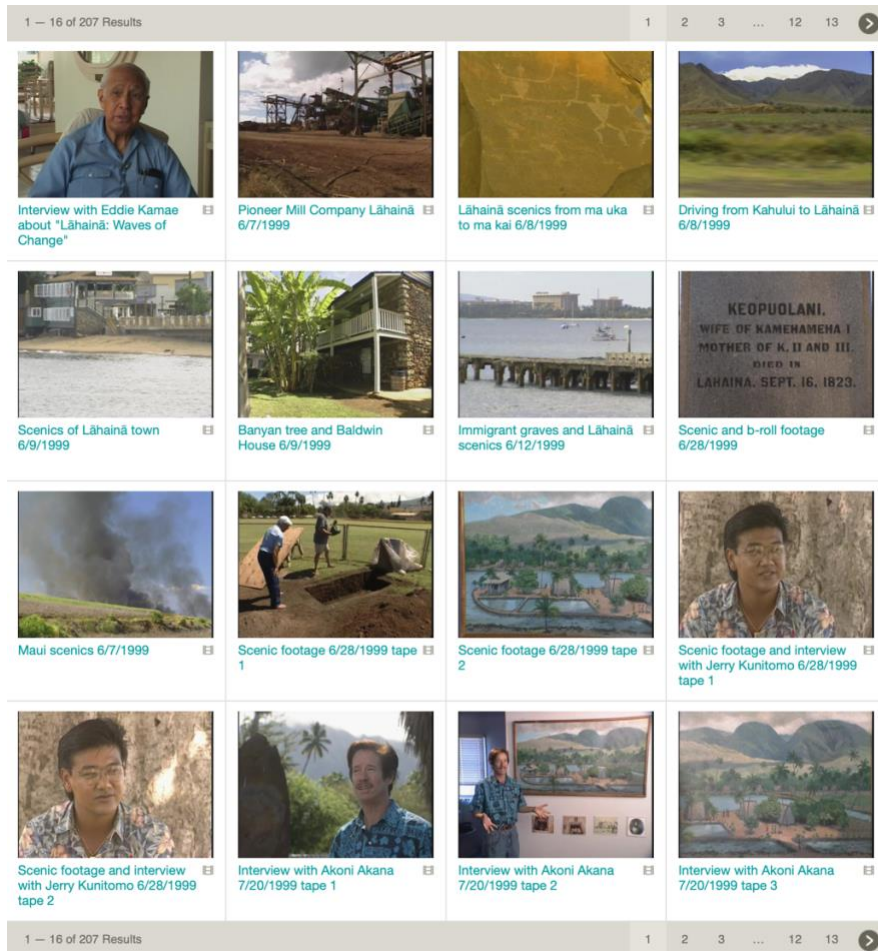 1 — 16 of 207 Results
1 2 3 ... 12 13
Interview with Eddie Kamae
about "Lāhainā: Waves of
Change"
Pioneer Mill Company Lāhainā
6/7/1999
Lāhainā scenics from ma uka
to ma kai 6/8/1999
Driving from Kahului to Lāhainā
6/8/1999
KEOPUOLANI,
WIFE OF KAMEHAMEHA I
MOTHER OF K. II AND III.
DIED IN
LAHAINA, SEPT. 16, 1823.
Scenics of Lāhainā town
6/9/1999
Banyan tree and Baldwin
House 6/9/1999
Immigrant graves and Lāhainā
scenics 6/12/1999
Scenic and b-roll footage
6/28/1999
Maui scenics 6/7/1999
Scenic footage 6/28/1999 tape
1
Scenic footage 6/28/1999 tape
2
Scenic footage and interview
with Jerry Kunitomo 6/28/1999
tape 1
Scenic footage and interview
with Jerry Kunitomo 6/28/1999
tape 2
Interview with Akoni Akana
7/20/1999 tape 1
Interview with Akoni Akana
7/20/1999 tape 2
Interview with Akoni Akana
7/20/1999 tape 3
1 — 16 of 207 Results
1 2 3 ... 12 13